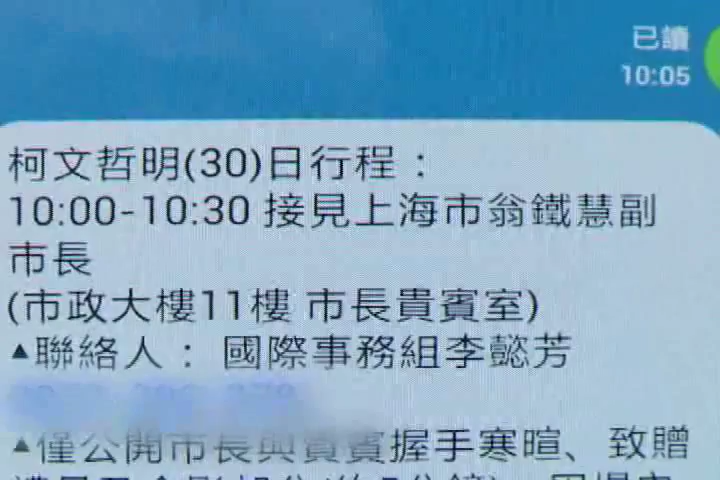 已讀
10:05
柯文哲明(30)日行程：
10:00-10:30 接見上海市翁鐵慧副
市長
(市政大樓11樓 市長貴賓室)
▲聯絡人： 國際事務組李懿芳
▲僅公開市長與貴賓握手寒暄、致贈